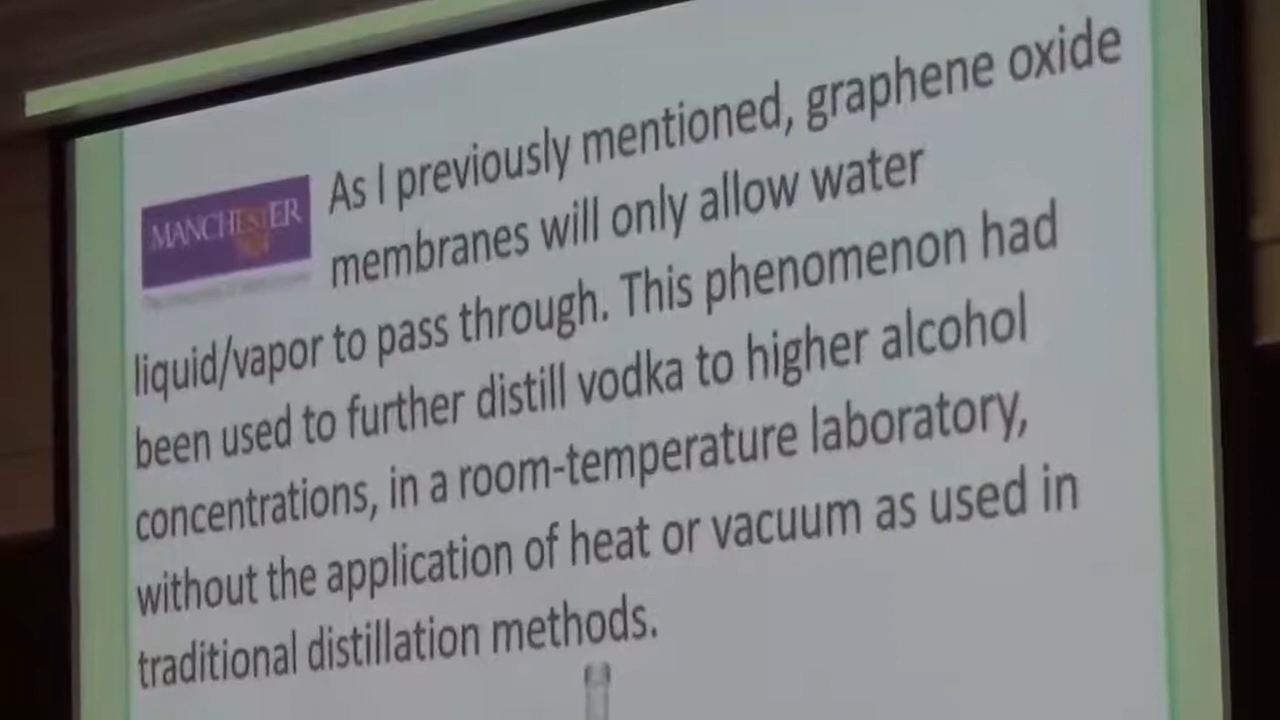 MANCHESTER
As I previously mentioned, graphene oxide
membranes will only allow water
liquid/vapor to pass through. This phenomenon had
been used to further distill vodka to higher alcohol
concentrations, in a room-temperature laboratory,
without the application of heat or vacuum as used in
traditional distillation methods.